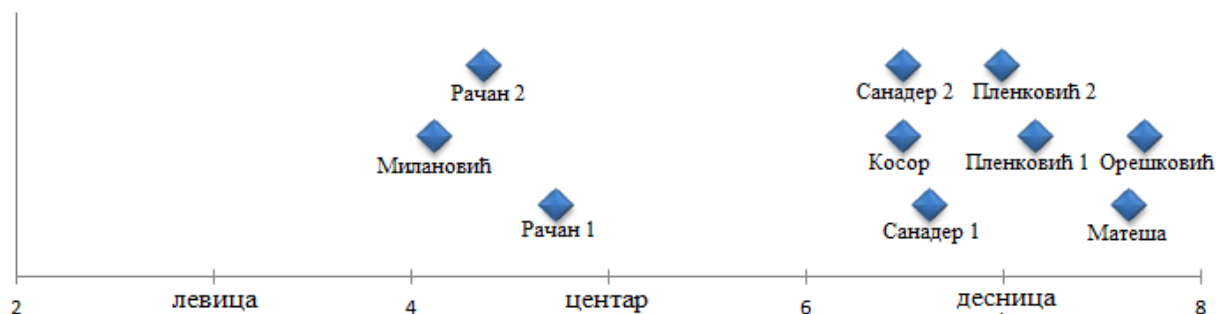 Рачан 2
Санадер 2
Пленковић 2
Милановић
Косор
Пленковић 1
Орешковић
Рачан 1
Санадер 1
Матеша
2
левица
4
центар
6
десница
8